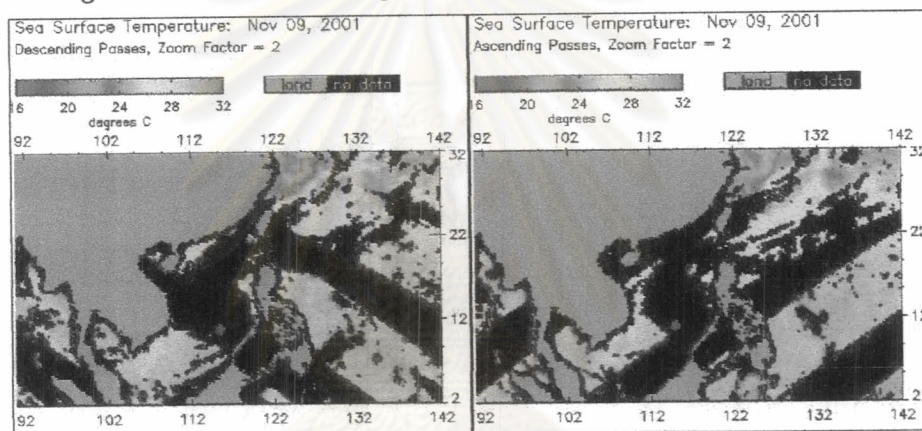 Sea Surface Temperature: Nov 09, 2001
Descending Passes, Zoom Factor = 2
land no data
16 20 24 28 32
degrees C
92 102 112 122 132 142
32
22
12
2
92 102 112 122 132 142
Sea Surface Temperature: Nov 09, 2001
Ascending Passes, Zoom Factor = 2
land no data
16 20 24 28 32
degrees C
92 102 112 122 132 142
32
22
12
2
92 102 112 122 132 142